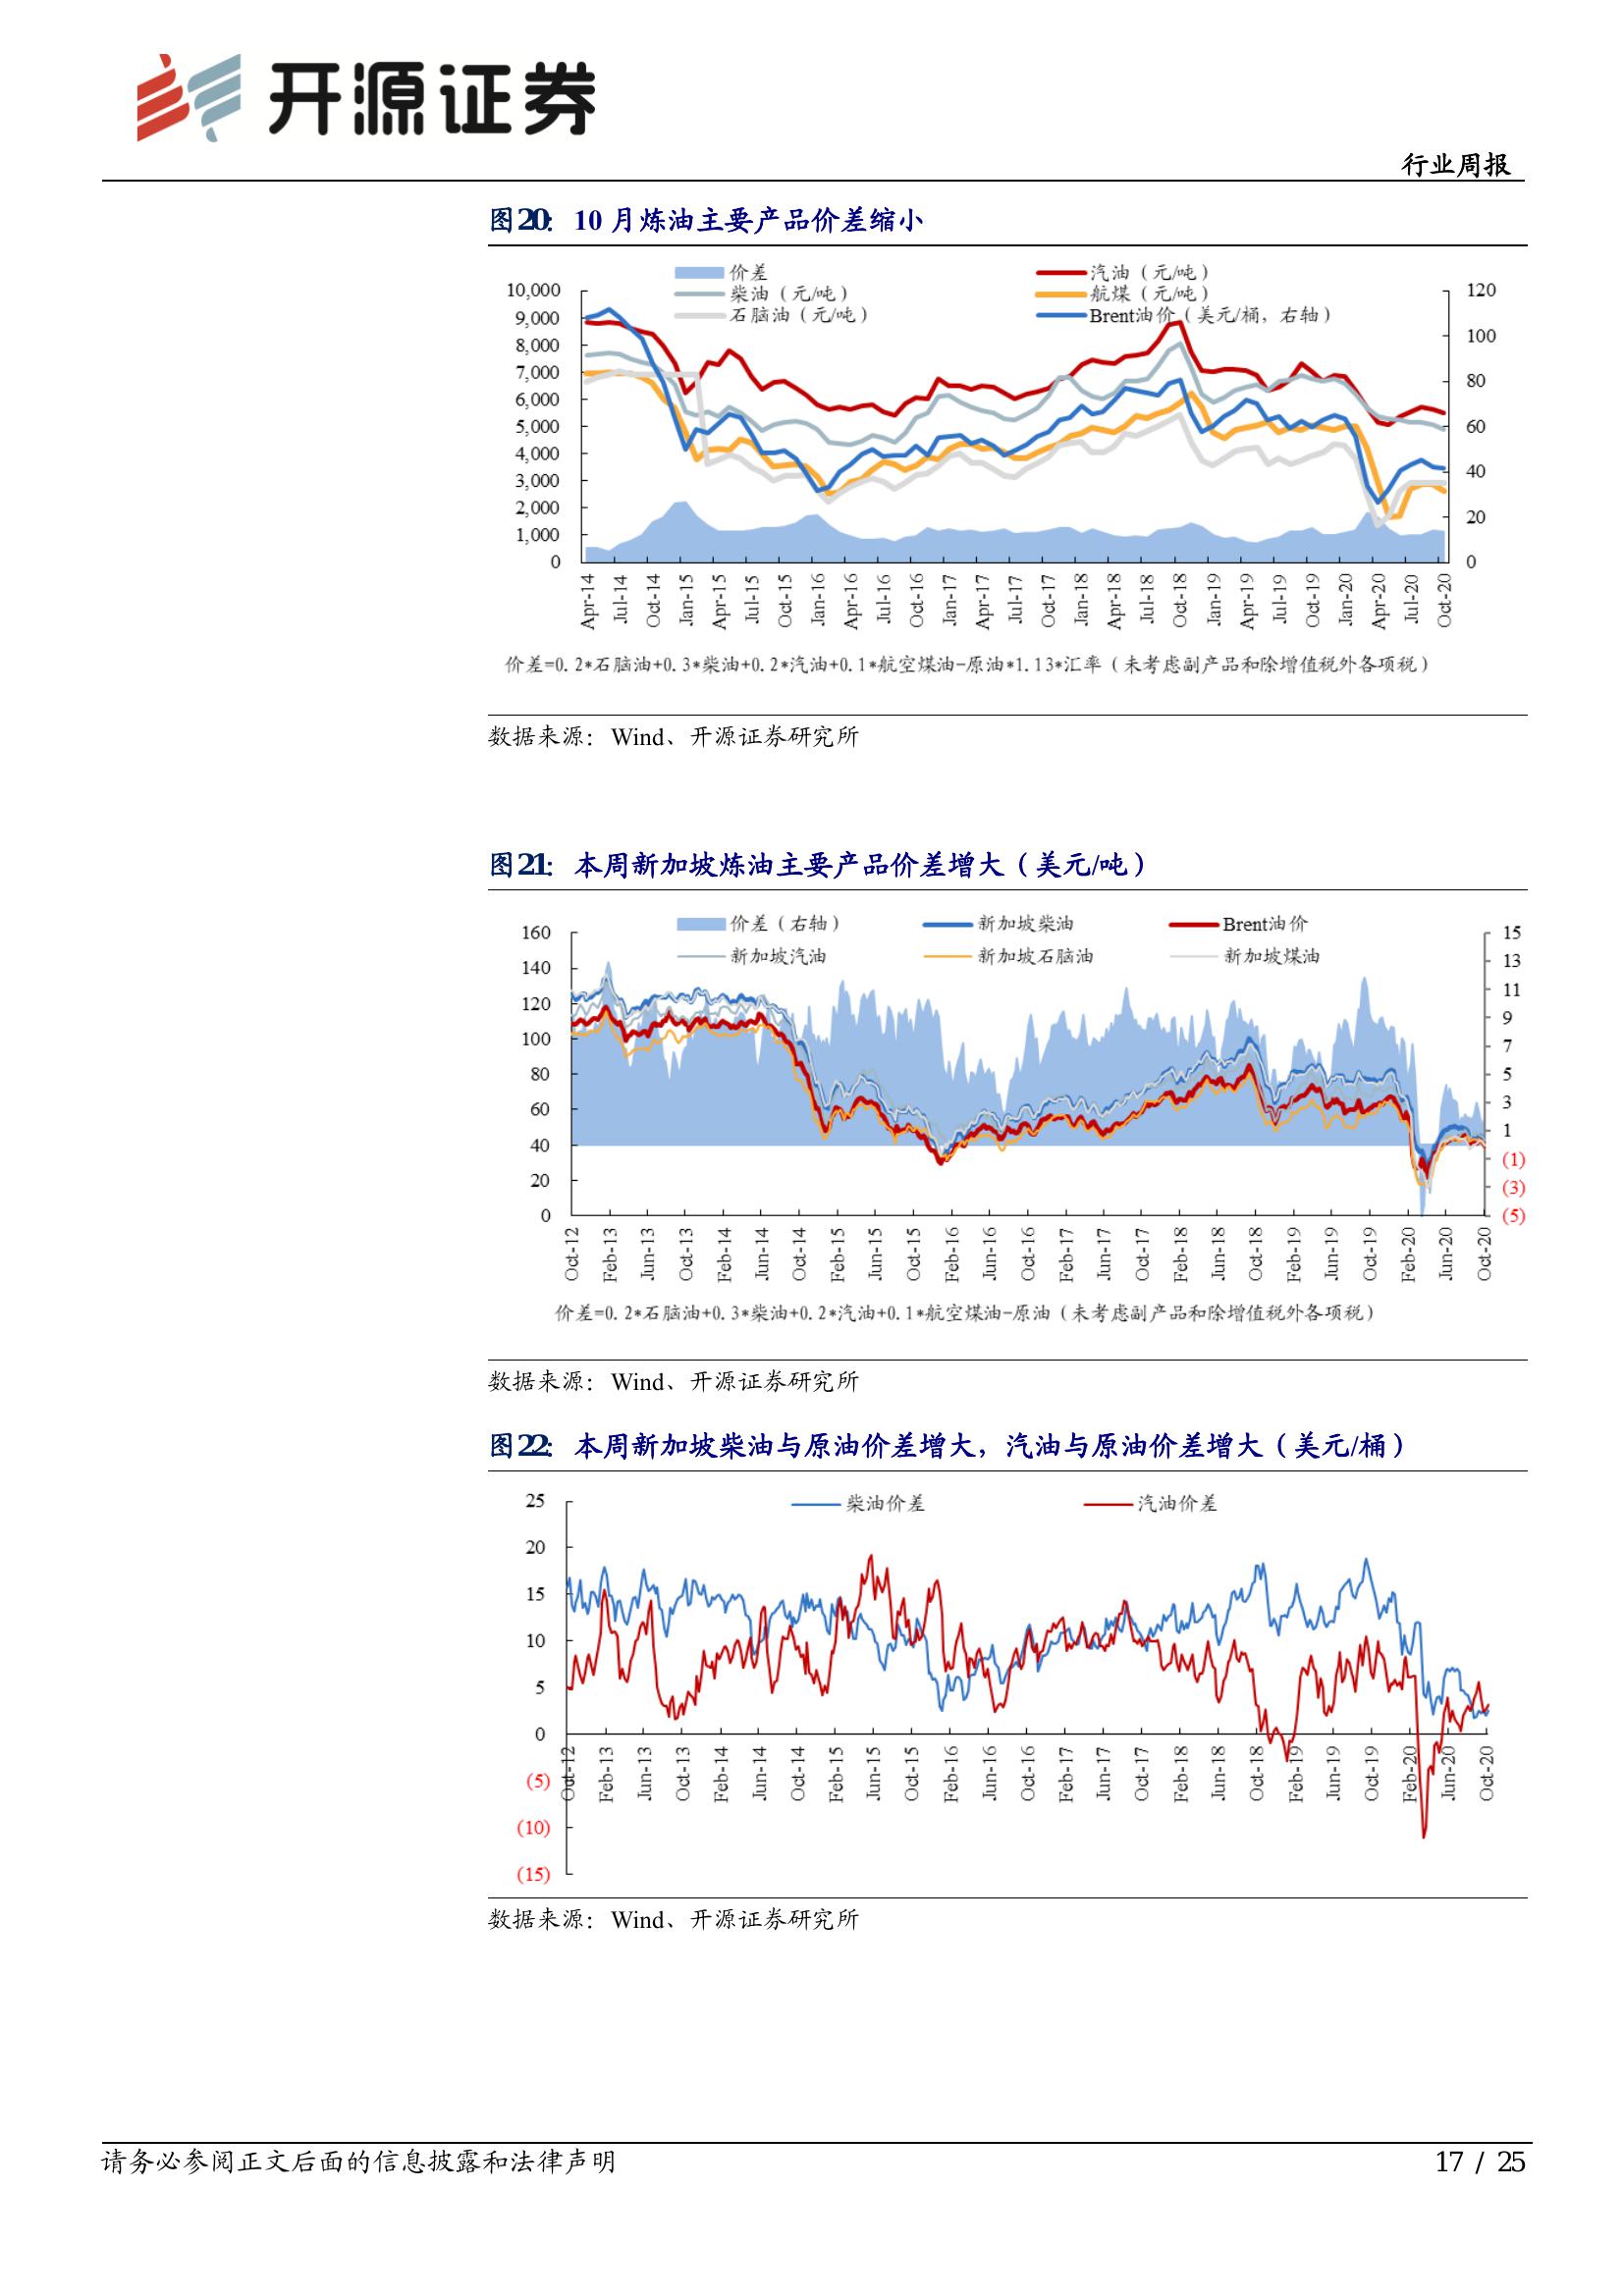 开源证券
行业周报
图20：10 月炼油主要产品价差缩小
价差 汽油（元/吨）
柴油（元/吨） 航煤（元/吨）
石脑油（元/吨） Brent油价（美元/桶，右轴）
10,000
9,000
8,000
7,000
6,000
5,000
4,000
3,000
2,000
1,000
0
120
100
80
60
40
20
0
Apr-14 Jul-14 Oct-14 Jan-15 Apr-15 Jul-15 Oct-15 Jan-16 Apr-16 Jul-16 Oct-16 Jan-17 Apr-17 Jul-17 Oct-17 Jan-18 Apr-18 Jul-18 Oct-18 Jan-19 Apr-19 Jul-19 Oct-19 Jan-20 Apr-20 Jul-20 Oct-20
价差=0.2*石脑油+0.3*柴油+0.2*汽油+0.1*航空煤油-原油*1.13*汇率（未考虑副产品和除增值税外各项税）
数据来源：Wind、开源证券研究所
图21：本周新加坡炼油主要产品价差增大（美元/吨）
价差（右轴） 新加坡柴油 Brent油价
新加坡汽油 新加坡石脑油 新加坡煤油
160
140
120
100
80
60
40
20
0
15
13
11
9
7
5
3
1
(1)
(3)
(5)
Oct-12 Feb-13 Jun-13 Oct-13 Feb-14 Jun-14 Oct-14 Feb-15 Jun-15 Oct-15 Feb-16 Jun-16 Oct-16 Feb-17 Jun-17 Oct-17 Feb-18 Jun-18 Oct-18 Feb-19 Jun-19 Oct-19 Feb-20 Jun-20 Oct-20
价差=0.2*石脑油+0.3*柴油+0.2*汽油+0.1*航空煤油-原油（未考虑副产品和除增值税外各项税）
数据来源：Wind、开源证券研究所
图22：本周新加坡柴油与原油价差增大，汽油与原油价差增大（美元/桶）
柴油价差 汽油价差
25
20
15
10
5
0
(5)
(10)
(15)
Oct-12 Feb-13 Jun-13 Oct-13 Feb-14 Jun-14 Oct-14 Feb-15 Jun-15 Oct-15 Feb-16 Jun-16 Oct-16 Feb-17 Jun-17 Oct-17 Feb-18 Jun-18 Oct-18 Feb-19 Jun-19 Oct-19 Feb-20 Jun-20 Oct-20
数据来源：Wind、开源证券研究所
请务必参阅正文后面的信息披露和法律声明
17 / 25